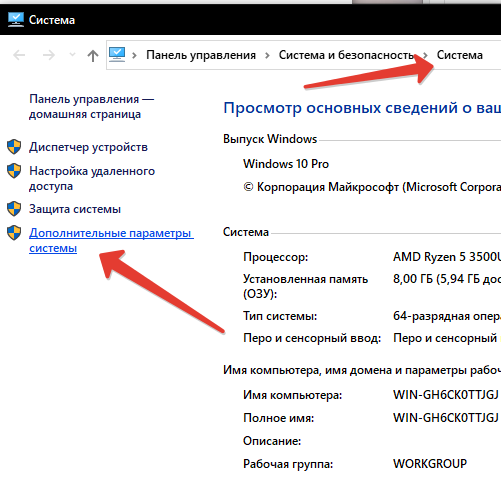 Система
Панель управления > Система и безопасность > Система
Панель управления —
домашняя страница
Диспетчер устройств
Настройка удаленного
доступа
Защита системы
Дополнительные параметры
системы
Просмотр основных сведений о ваш
Выпуск Windows
Windows 10 Pro
© Корпорация Майкрософт (Microsoft Corpora
Система
Процессор: AMD Ryzen 5 3500U
Установленная память 8,00 ГБ (5,94 ГБ дос
(ОЗУ):
Тип системы: 64-разрядная опера
Перо и сенсорный ввод: Перо и сенсорный
Имя компьютера, имя домена и параметры рабоч
Имя компьютера: WIN-GH6CK0TTJGJ
Полное имя: WIN-GH6CK0TTJGJ
Описание:
Рабочая группа: WORKGROUP